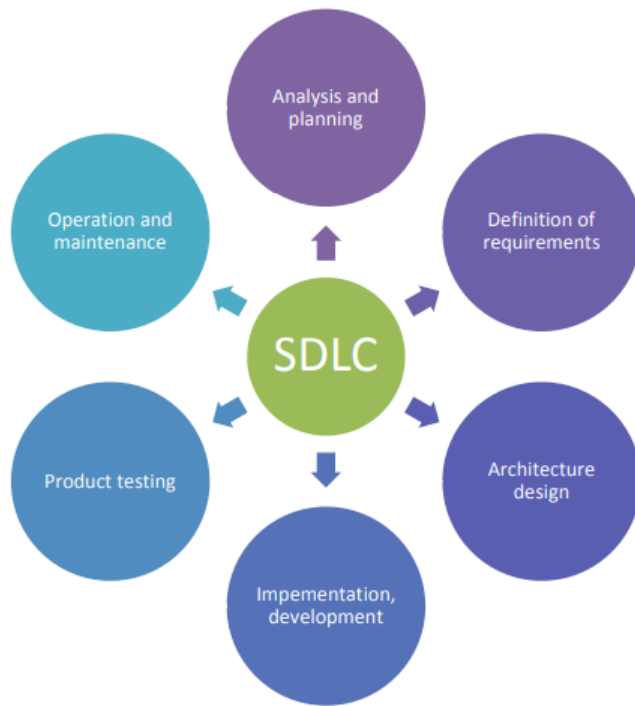 Analysis and
planning
Definition of
requirements
Architecture
design
Impementation,
development
Product testing
Operation and
maintenance
SDLC